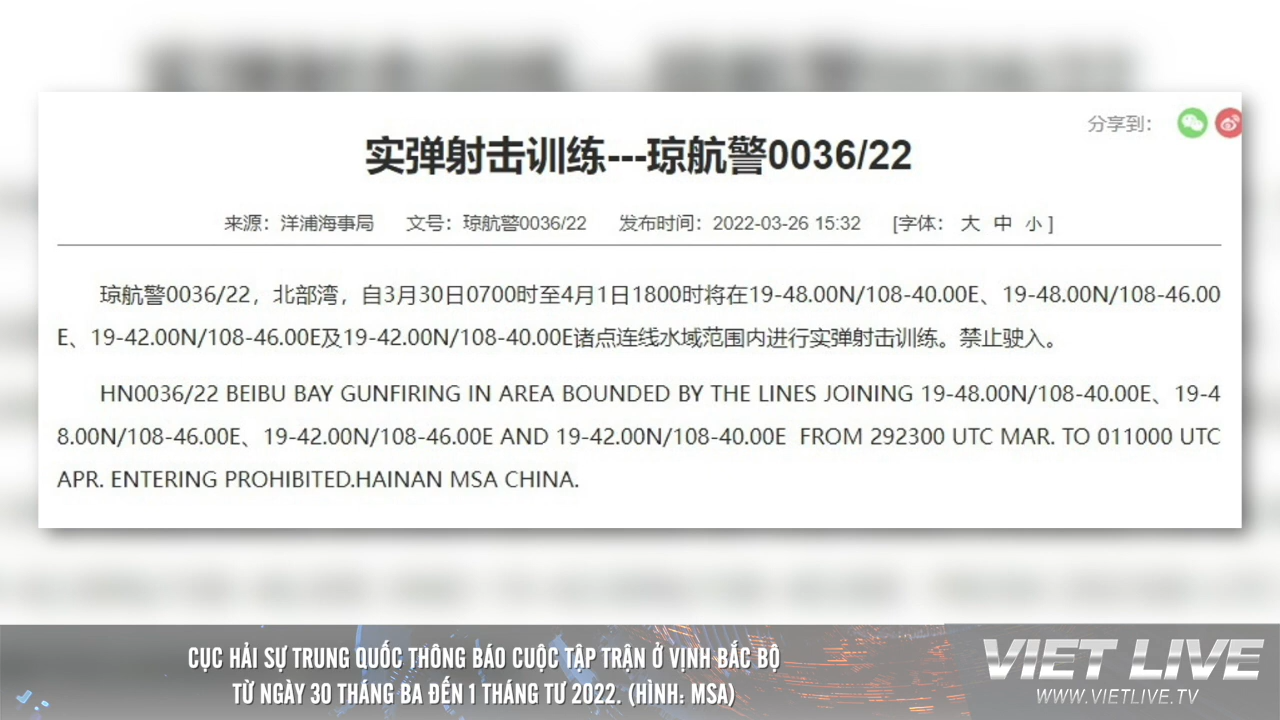 分享到：
实弹射击训练---琼航警0036/22
来源：洋浦海事局 文号：琼航警0036/22 发布时间：2022-03-26 15:32 [字体： 大 中 小 ]
琼航警0036/22，北部湾，自3月30日0700时至4月1日1800时将在19-48.00N/108-40.00E、19-48.00N/108-46.00
E、19-42.00N/108-46.00E及19-42.00N/108-40.00E诸点连线水域范围内进行实弹射击训练。禁止驶入。
HN0036/22 BEIBU BAY GUNFIRING IN AREA BOUNDED BY THE LINES JOINING 19-48.00N/108-40.00E、19-4
8.00N/108-46.00E、19-42.00N/108-46.00E AND 19-42.00N/108-40.00E FROM 292300 UTC MAR. TO 011000 UTC
APR. ENTERING PROHIBITED.HAINAN MSA CHINA.
CỤC HẢI SỰ TRUNG QUỐC THÔNG BÁO CUỘC TẬP TRẬN Ở VỊNH BẮC BỘ
TỪ NGÀY 30 THÁNG BA ĐẾN 1 THÁNG TƯ 2022. (HÌNH: MSA)
VIET LIVE
WWW.VIETLIVE.TV